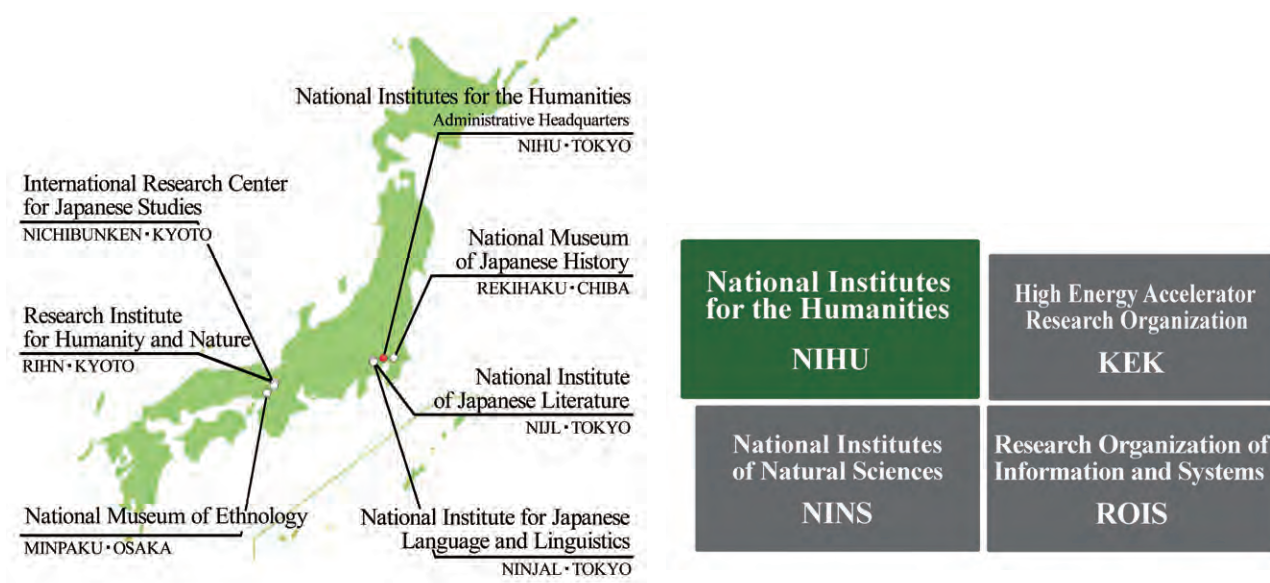 National Institutes for the Humanities
Administrative Headquarters
NIHU・TOKYO
International Research Center
for Japanese Studies
NICHIBUNKEN・KYOTO
National Museum
of Japanese History
REKIHAKU・CHIBA
Research Institute
for Humanity and Nature
RIHN・KYOTO
National Institute
of Japanese Literature
NIJL・TOKYO
National Museum of Ethnology
MINPAKU・OSAKA
National Institute for Japanese
Language and Linguistics
NINJAL・TOKYO
National Institutes
for the Humanities
NIHU
High Energy Accelerator
Research Organization
KEK
National Institutes
of Natural Sciences
NINS
Research Organization of
Information and Systems
ROIS